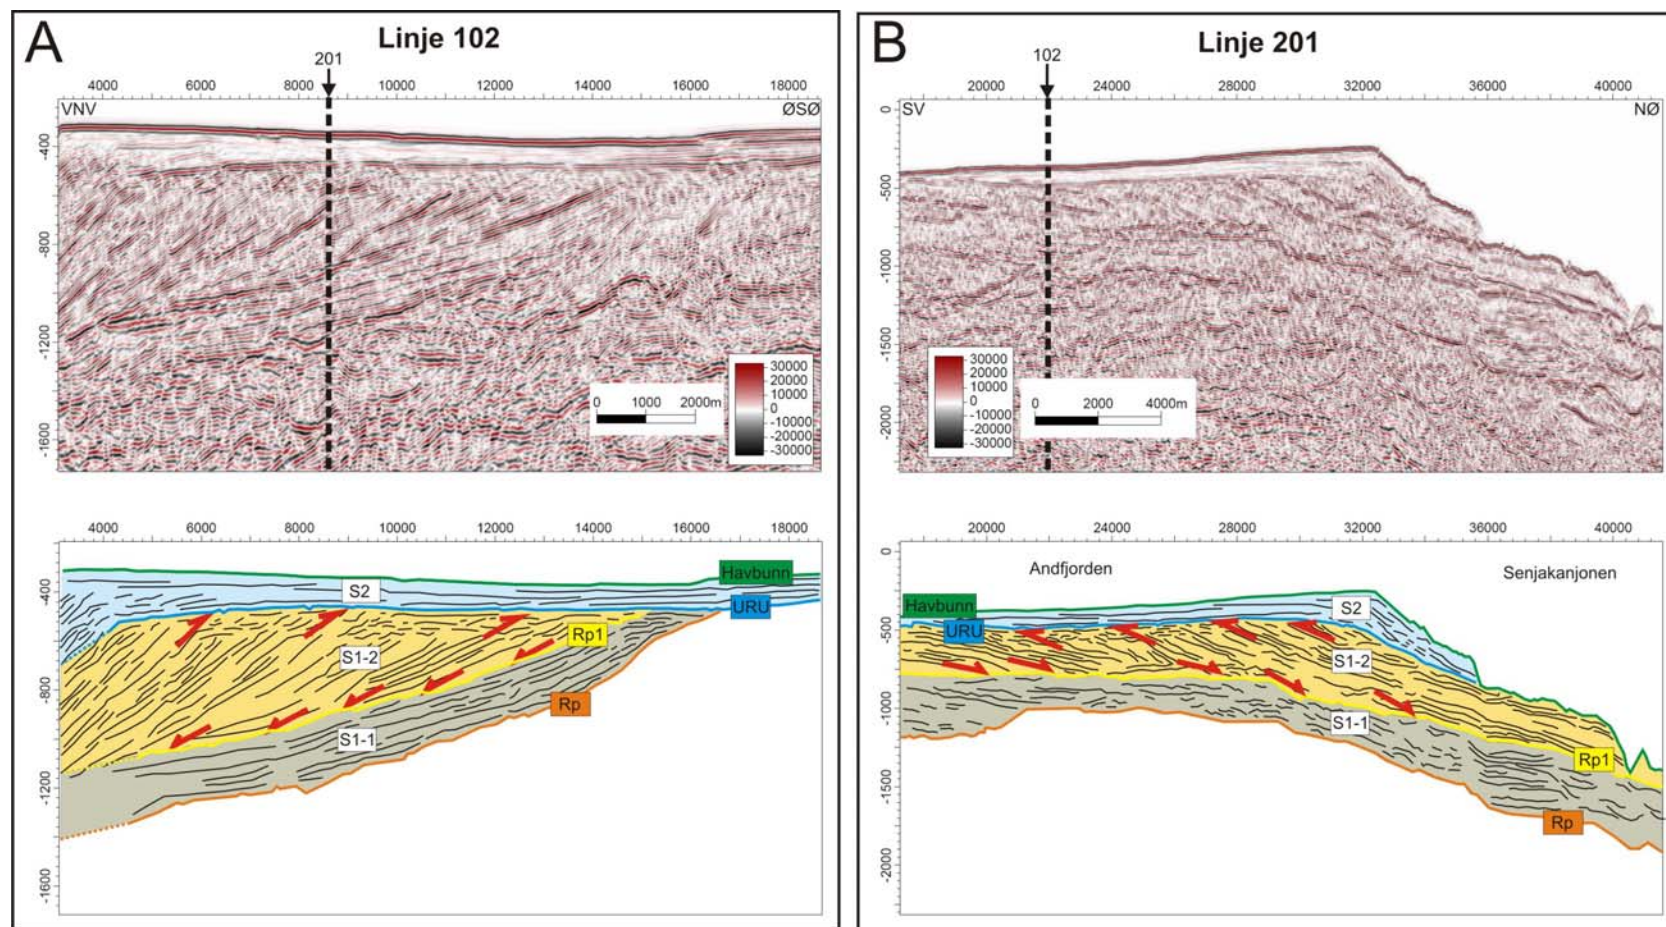 A
Linje 102
201
4000 6000 8000 10000 12000 14000 16000 18000
VNV ØSØ
-400
-800
-1200
-1600
0 1000 2000m
30000
20000
10000
0
-10000
-20000
-30000
4000 6000 8000 10000 12000 14000 16000 18000
-400
-800
-1200
-1600
Havbunn
S2
URU
Rp1
S1-2
Rp
S1-1
B
Linje 201
102
20000 24000 28000 32000 36000 40000
SV NØ
0
-500
-1000
-1500
-2000
30000
20000
10000
0
-10000
-20000
-30000
0 2000 4000m
20000 24000 28000 32000 36000 40000
0
-500
-1000
-1500
-2000
Andfjorden Senjakanjonen
Havbunn
S2
URU
S1-2
S1-1
Rp1
Rp